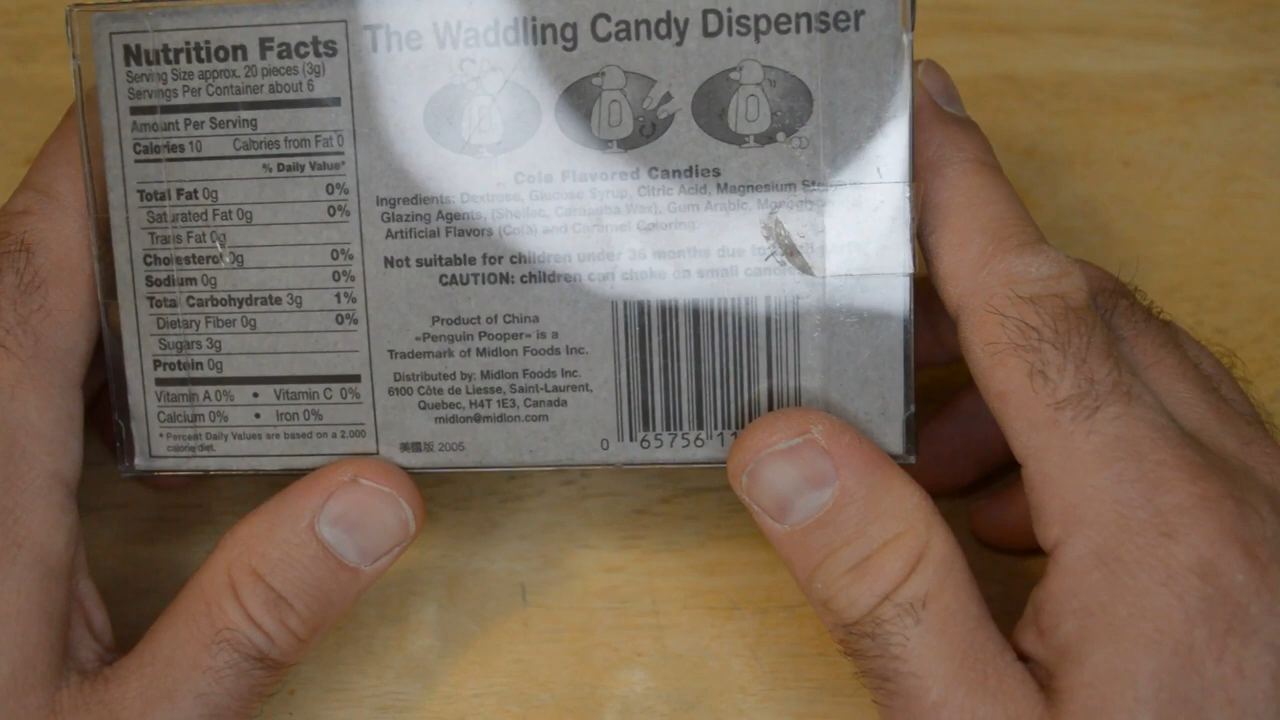 Nutrition Facts
Serving Size approx. 20 pieces (3g)
Servings Per Container about 6
Amount Per Serving
Calories 10 Calories from Fat 0
% Daily Value*
Total Fat 0g 0%
Saturated Fat 0g 0%
Trans Fat 0g
Cholesterol 0g 0%
Sodium 0g 0%
Total Carbohydrate 3g 1%
Dietary Fiber 0g 0%
Sugars 3g
Protein 0g
Vitamin A 0% • Vitamin C 0%
Calcium 0% • Iron 0%
* Percent Daily Values are based on a 2,000
calorie diet.
The Waddling Candy Dispenser
Cola Flavored Candies
Ingredients: Dextrose, Glucose Syrup, Citric Acid, Magnesium
Glazing Agents, (Shellac, Carnauba Wax), Gum Arabic,
Artificial Flavors (Cola) and Caramel Coloring.
Not suitable for children under 36 months due to
CAUTION: children can choke on small
Product of China
«Penguin Pooper» is a
Trademark of Midlon Foods Inc.
Distributed by: Midlon Foods Inc.
6100 Côte de Liesse, Saint-Laurent,
Quebec, H4T 1E3, Canada
midlon@midlon.com
美國版 2005
0 65756 11